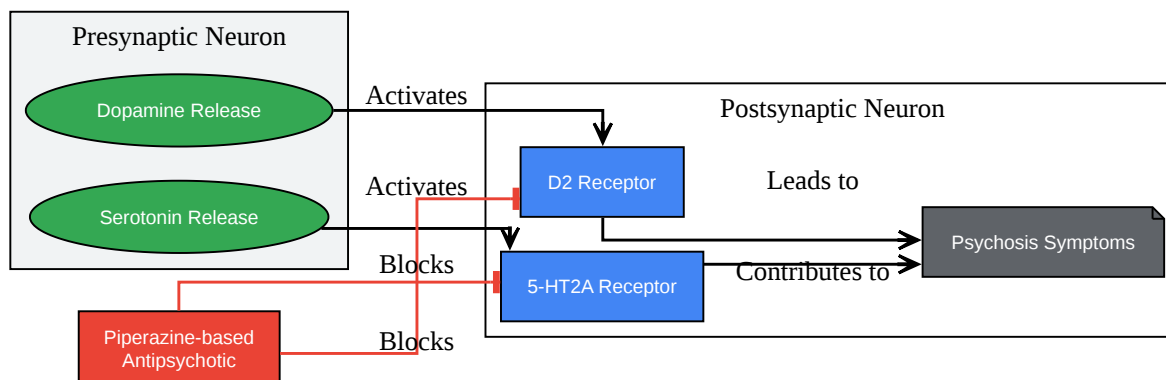 Presynaptic Neuron
Dopamine Release
Activates
Postsynaptic Neuron
D2 Receptor
Leads to
Activates
Serotonin Release
Psychosis Symptoms
Blocks
5-HT2A Receptor
Contributes to
Piperazine-based
Antipsychotic
Blocks